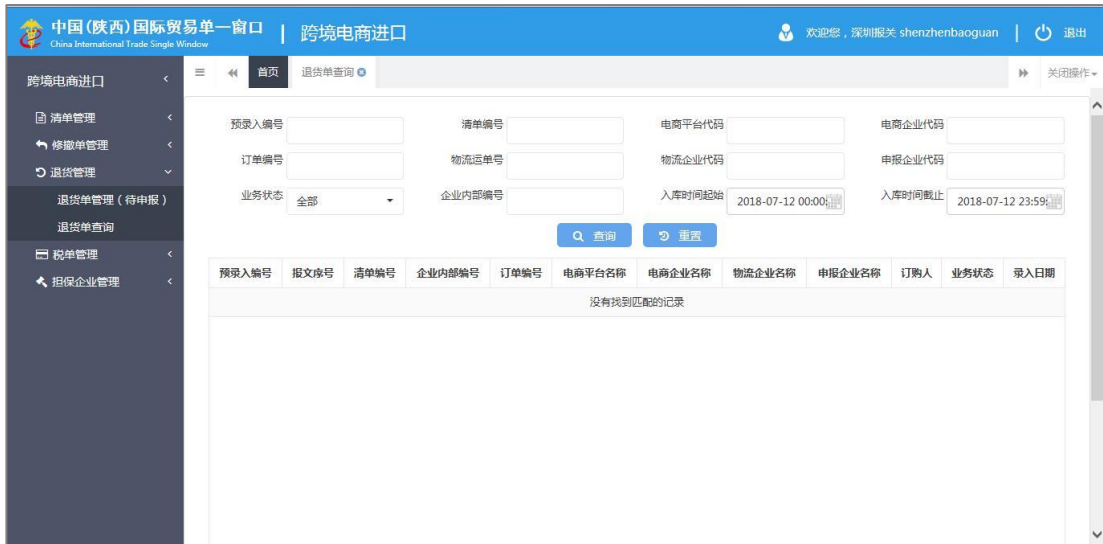 中国(陕西)国际贸易单一窗口 | 跨境电商进口 欢迎您，深圳报关 shenzhenbaoguan | 退出
China International Trade Single Window
跨境电商进口
首页 退货单查询 关闭操作
清单管理
修撤单管理
退货管理
退货单管理（待申报）
退货单查询
税单管理
担保企业管理
预录入编号 清单编号 电商平台代码 电商企业代码
订单编号 物流运单号 物流企业代码 申报企业代码
业务状态 全部 企业内部编号 入库时间起始 2018-07-12 00:00: 入库时间截止 2018-07-12 23:59:
查询 重置
预录入编号 报文序号 清单编号 企业内部编号 订单编号 电商平台名称 电商企业名称 物流企业名称 申报企业名称 订购人 业务状态 录入日期
没有找到匹配的记录